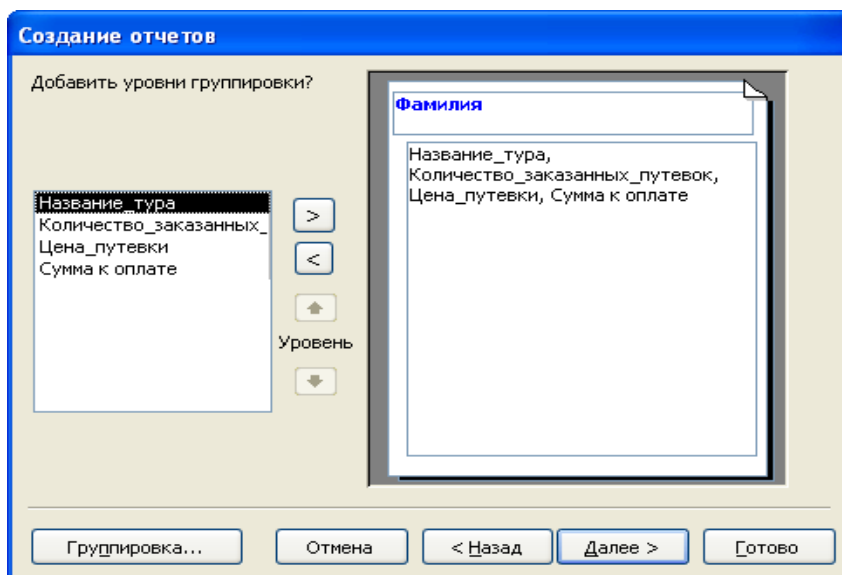 Создание отчетов
Добавить уровни группировки?
Название_тура
Количество_заказанных_
Цена_путевки
Сумма к оплате
>
<
Уровень
Фамилия
Название_тура,
Количество_заказанных_путевок,
Цена_путевки, Сумма к оплате
Группировка...
Отмена
< Назад
Далее >
Готово